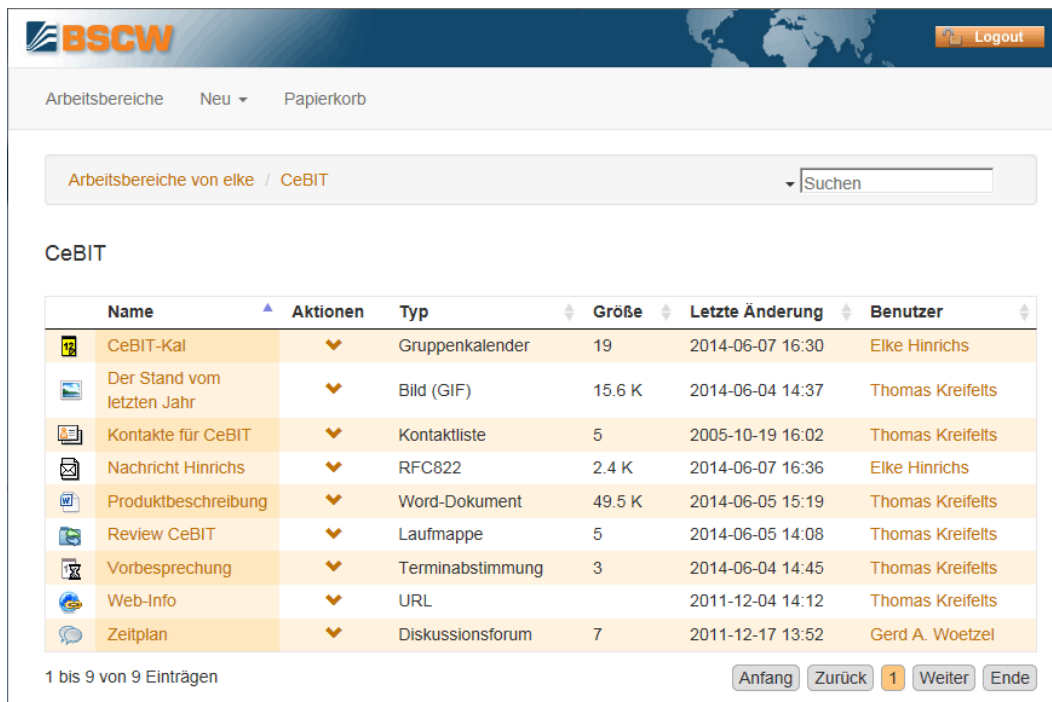 BSCW
Logout
Arbeitsbereiche Neu Papierkorb
Arbeitsbereiche von elke / CeBIT Suchen
CeBIT
Name Aktionen Typ Größe Letzte Änderung Benutzer
12 CeBIT-Kal Gruppenkalender 19 2014-06-07 16:30 Elke Hinrichs
Der Stand vom
letzten Jahr Bild (GIF) 15.6 K 2014-06-04 14:37 Thomas Kreifelts
Kontakte für CeBIT Kontaktliste 5 2005-10-19 16:02 Thomas Kreifelts
Nachricht Hinrichs RFC822 2.4 K 2014-06-07 16:36 Elke Hinrichs
Produktbeschreibung Word-Dokument 49.5 K 2014-06-05 15:19 Thomas Kreifelts
Review CeBIT Laufmappe 5 2014-06-05 14:08 Thomas Kreifelts
Vorbesprechung Terminabstimmung 3 2014-06-04 14:45 Thomas Kreifelts
Web-Info URL 2011-12-04 14:12 Thomas Kreifelts
Zeitplan Diskussionsforum 7 2011-12-17 13:52 Gerd A. Woetzel
1 bis 9 von 9 Einträgen Anfang Zurück 1 Weiter Ende